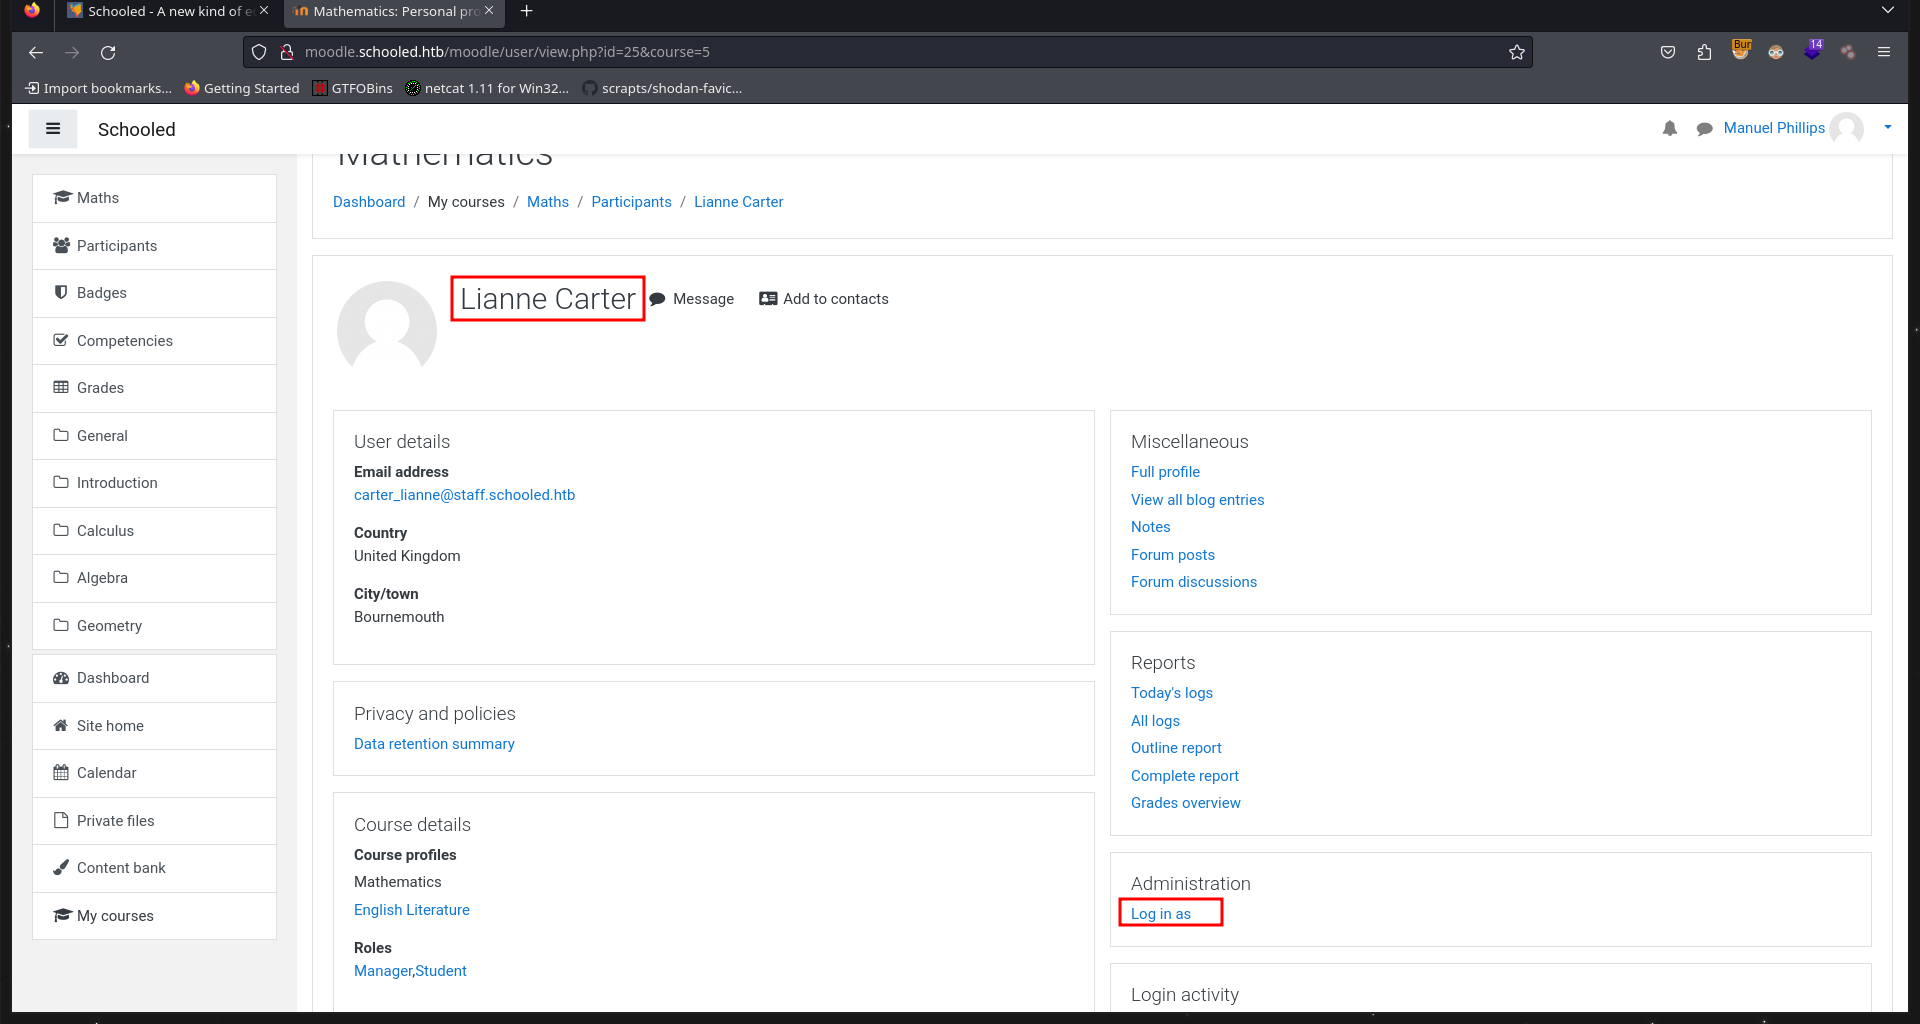 Schooled - A new kind of e
Mathematics: Personal pro
moodle.schooled.htb/moodle/user/view.php?id=25&course=5
Bur
14
Import bookmarks...
Getting Started
GTFOBins
netcat 1.11 for Win32...
scrapts/shodan-favic...
Schooled
Manuel Phillips
Mathematics
Dashboard / My courses / Maths / Participants / Lianne Carter
Maths
Participants
Badges
Competencies
Grades
General
Introduction
Calculus
Algebra
Geometry
Dashboard
Site home
Calendar
Private files
Content bank
My courses
Lianne Carter
Message
Add to contacts
User details
Email address
carter_lianne@staff.schooled.htb
Country
United Kingdom
City/town
Bournemouth
Privacy and policies
Data retention summary
Course details
Course profiles
Mathematics
English Literature
Roles
Manager,Student
Miscellaneous
Full profile
View all blog entries
Notes
Forum posts
Forum discussions
Reports
Today's logs
All logs
Outline report
Complete report
Grades overview
Administration
Log in as
Login activity